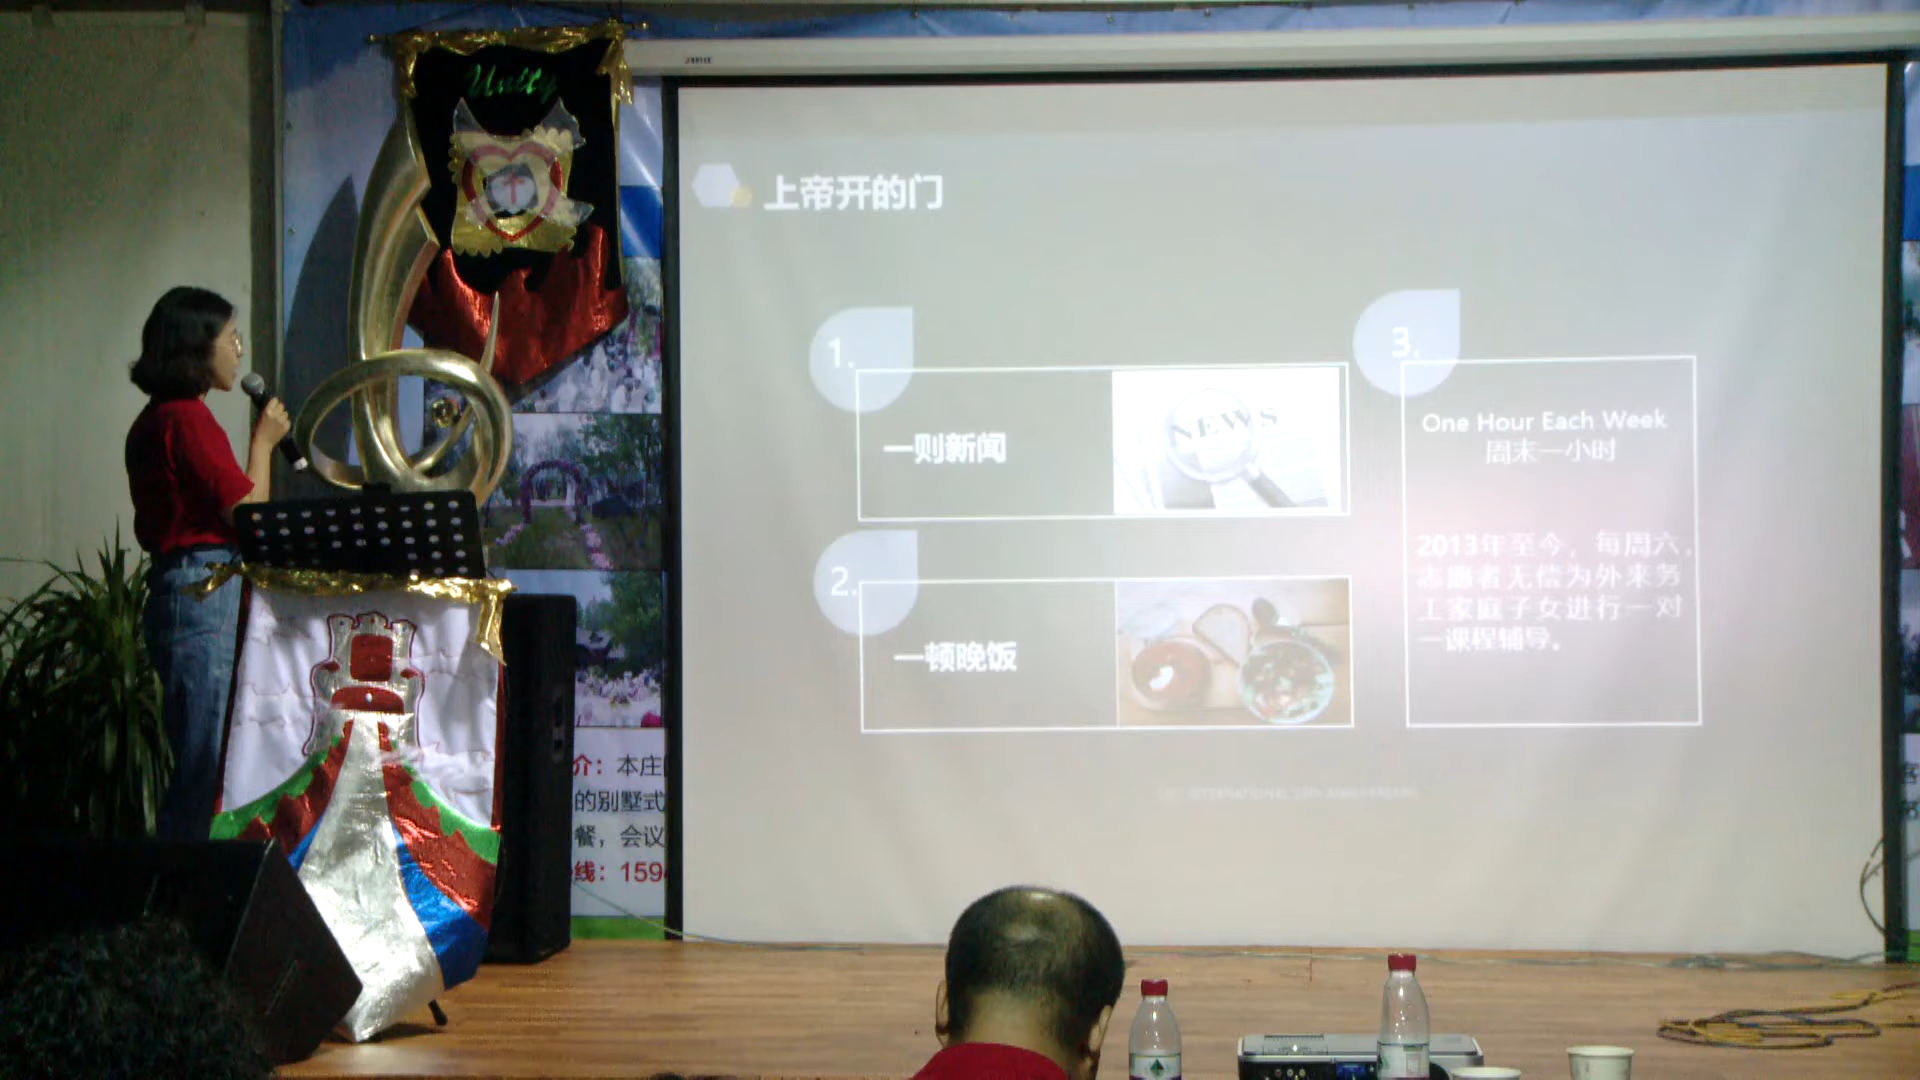 Unity
上帝开的门
1.
一则新闻
NEWS
2.
一顿晚饭
3.
One Hour Each Week
周末一小时
2013年至今，每周六，
志愿者无偿为外来务
工家庭子女进行一对
一课程辅导。
介：本庄
的别墅式
餐，会议
线：159